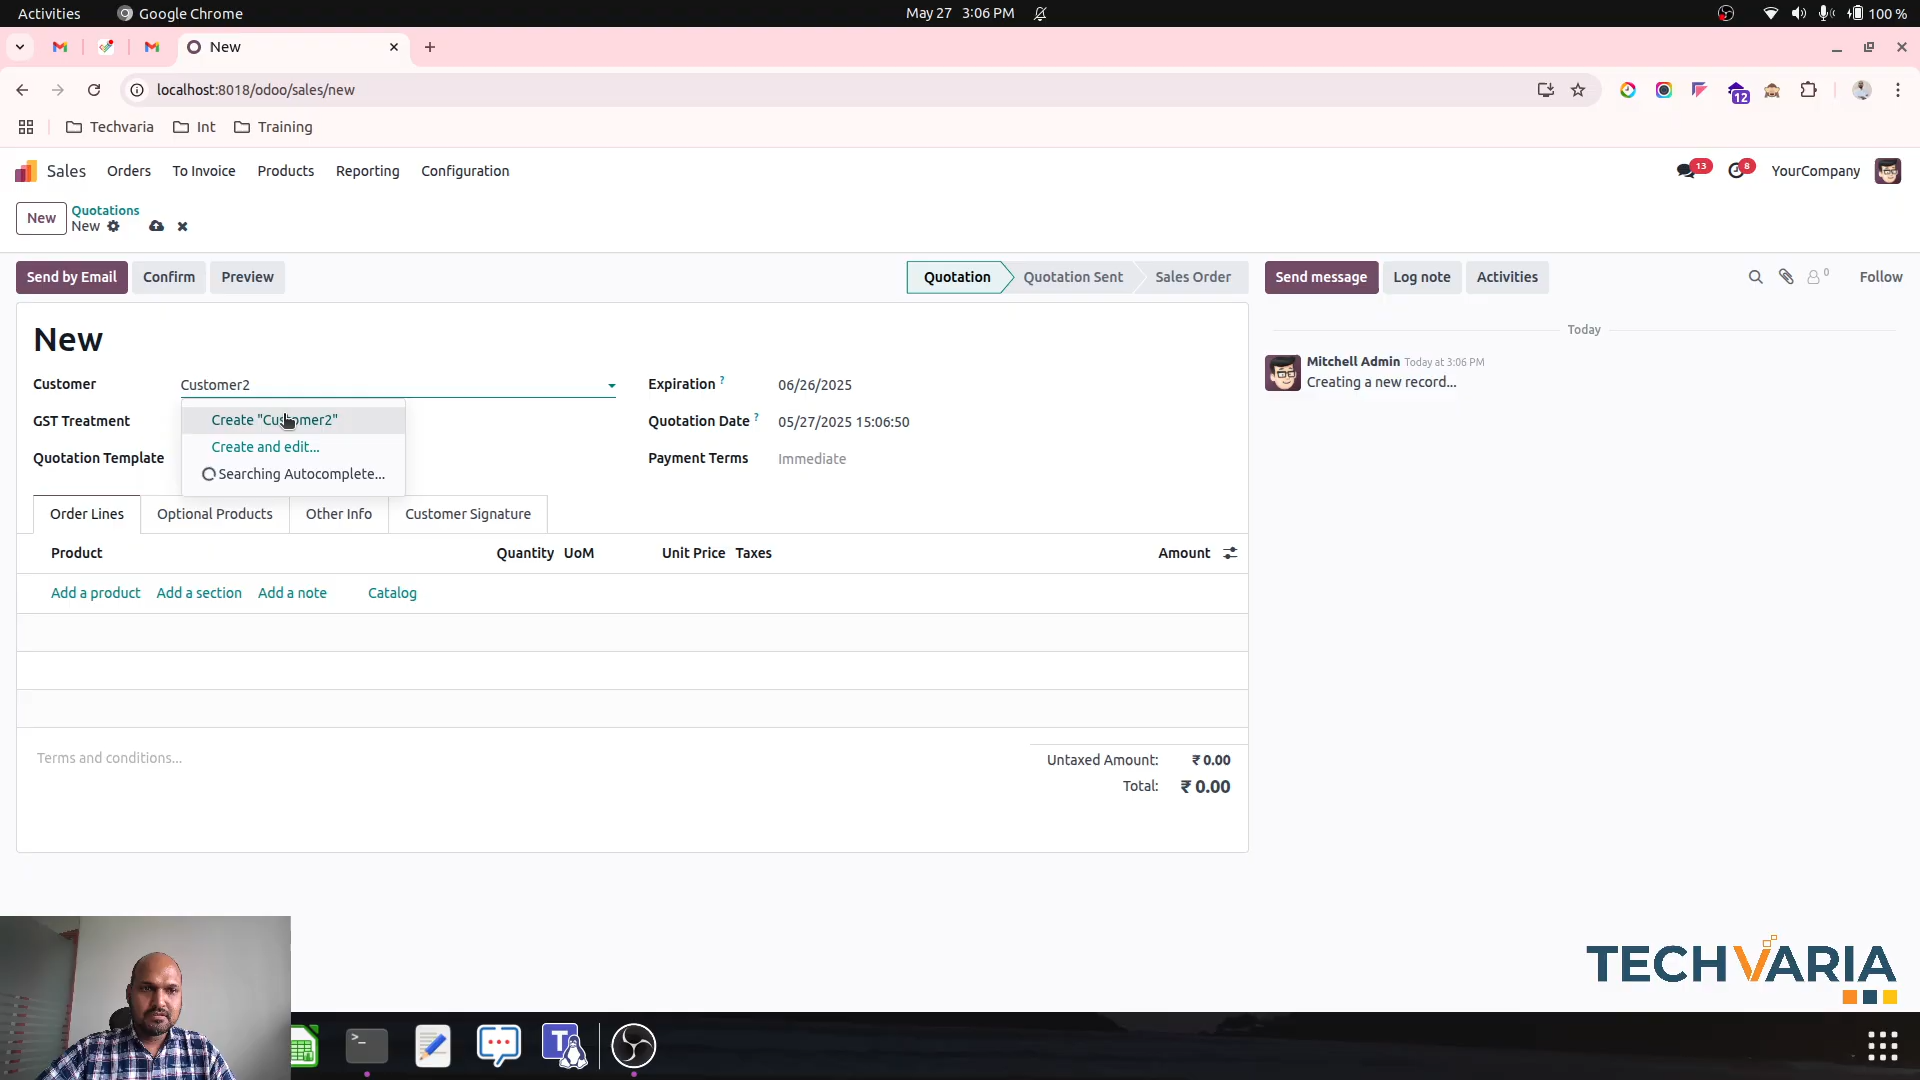 Activities
Google Chrome
May 27 3:06 PM
100 %
New
localhost:8018/odoo/sales/new
12
Techvaria
Int
Training
Sales
Orders
To Invoice
Products
Reporting
Configuration
13
8
YourCompany
New
Quotations
New
Send by Email
Confirm
Preview
Quotation
Quotation Sent
Sales Order
Send message
Log note
Activities
0
Follow
New
Today
Customer
Customer2
Expiration ?
06/26/2025
Mitchell Admin Today at 3:06 PM
Creating a new record...
GST Treatment
Create "Customer2"
Quotation Date ?
05/27/2025 15:06:50
Create and edit...
Quotation Template
Searching Autocomplete...
Payment Terms
Immediate
Order Lines
Optional Products
Other Info
Customer Signature
Product
Quantity
UoM
Unit Price
Taxes
Amount
Add a product
Add a section
Add a note
Catalog
Terms and conditions...
Untaxed Amount: ₹ 0.00
Total: ₹ 0.00
TECHVARIA
>_
T